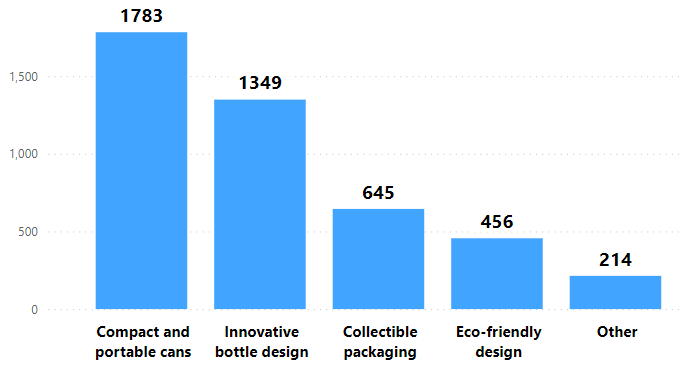 1783
1,500
1349
1,000
645
500
456
214
0
Compact and
portable cans
Innovative
bottle design
Collectible
packaging
Eco-friendly
design
Other